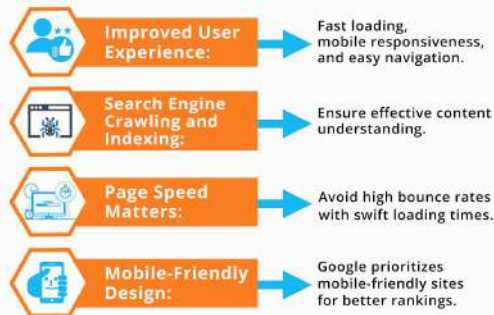 Improved User
Experience:
Fast loading,
mobile responsiveness,
and easy navigation.
Search Engine
Crawling and
Indexing:
Ensure effective content
understanding.
Page Speed
Matters:
Avoid high bounce rates
with swift loading times.
Mobile-Friendly
Design:
Google prioritizes
mobile-friendly sites
for better rankings.